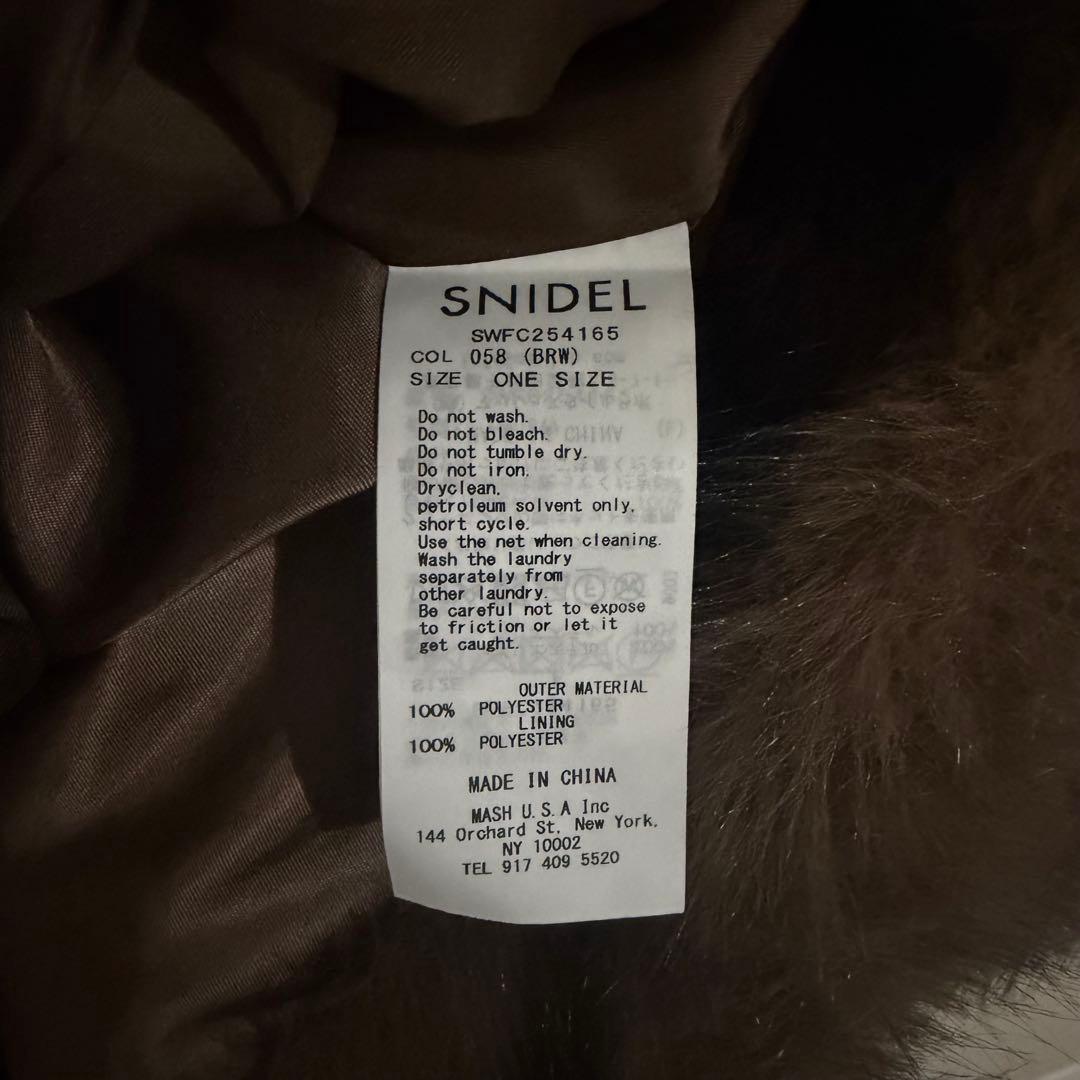 SNIDEL
SWFC254165
COL 058 (BRW)
SIZE ONE SIZE
Do not wash.
Do not bleach.
Do not tumble dry.
Do not iron.
Dryclean,
petroleum solvent only,
short cycle.
Use the net when cleaning.
Wash the laundry
separately from
other laundry.
Be careful not to expose
to friction or let it
get caught.
OUTER MATERIAL
100% POLYESTER
LINING
100% POLYESTER
MADE IN CHINA
MASH U.S.A Inc
144 Orchard St, New York,
NY 10002
TEL 917 409 5520